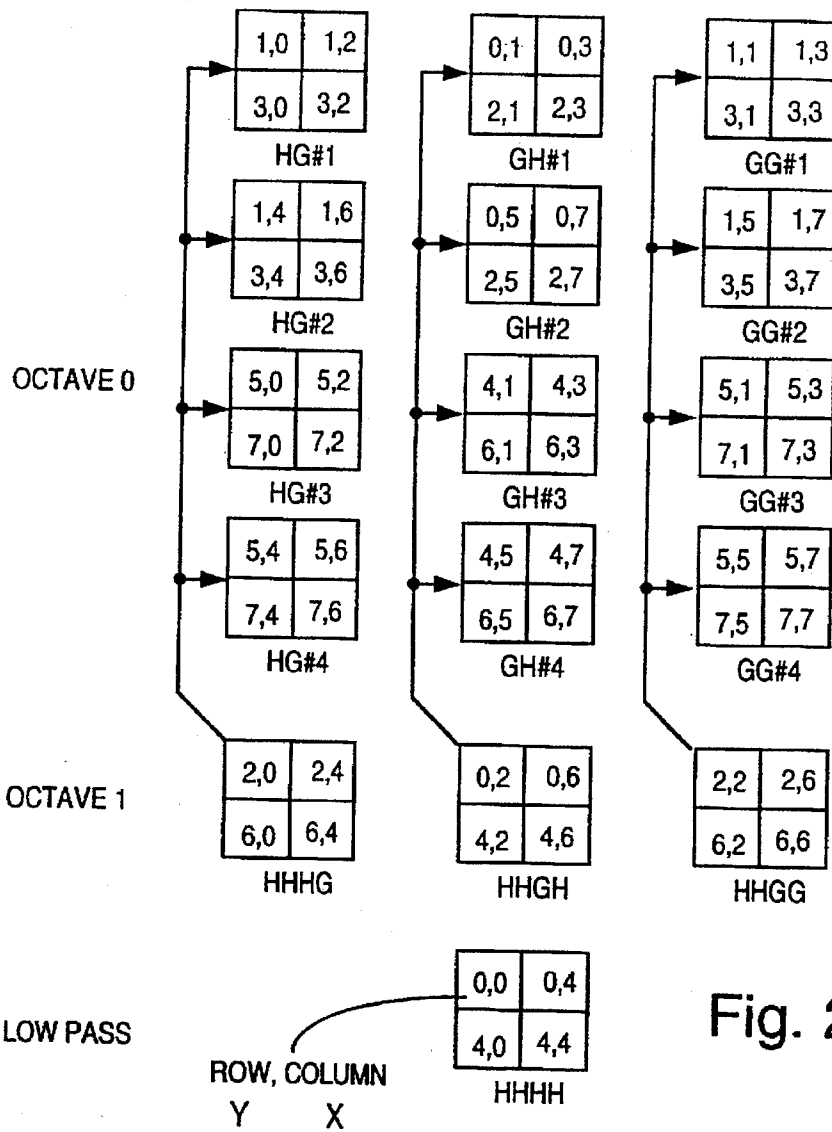 1,0 1,2 0,1 0,3 1,1 1,3
3,0 3,2 2,1 2,3 3,1 3,3
HG#1 GH#1 GG#1
1,4 1,6 0,5 0,7 1,5 1,7
3,4 3,6 2,5 2,7 3,5 3,7
HG#2 GH#2 GG#2
OCTAVE 0
5,0 5,2 4,1 4,3 5,1 5,3
7,0 7,2 6,1 6,3 7,1 7,3
HG#3 GH#3 GG#3
5,4 5,6 4,5 4,7 5,5 5,7
7,4 7,6 6,5 6,7 7,5 7,7
HG#4 GH#4 GG#4
OCTAVE 1
2,0 2,4 0,2 0,6 2,2 2,6
6,0 6,4 4,2 4,6 6,2 6,6
HHHG HHGH HHGG
LOW PASS
0,0 0,4
4,0 4,4
HHHH
ROW, COLUMN
Y X
Fig. 2